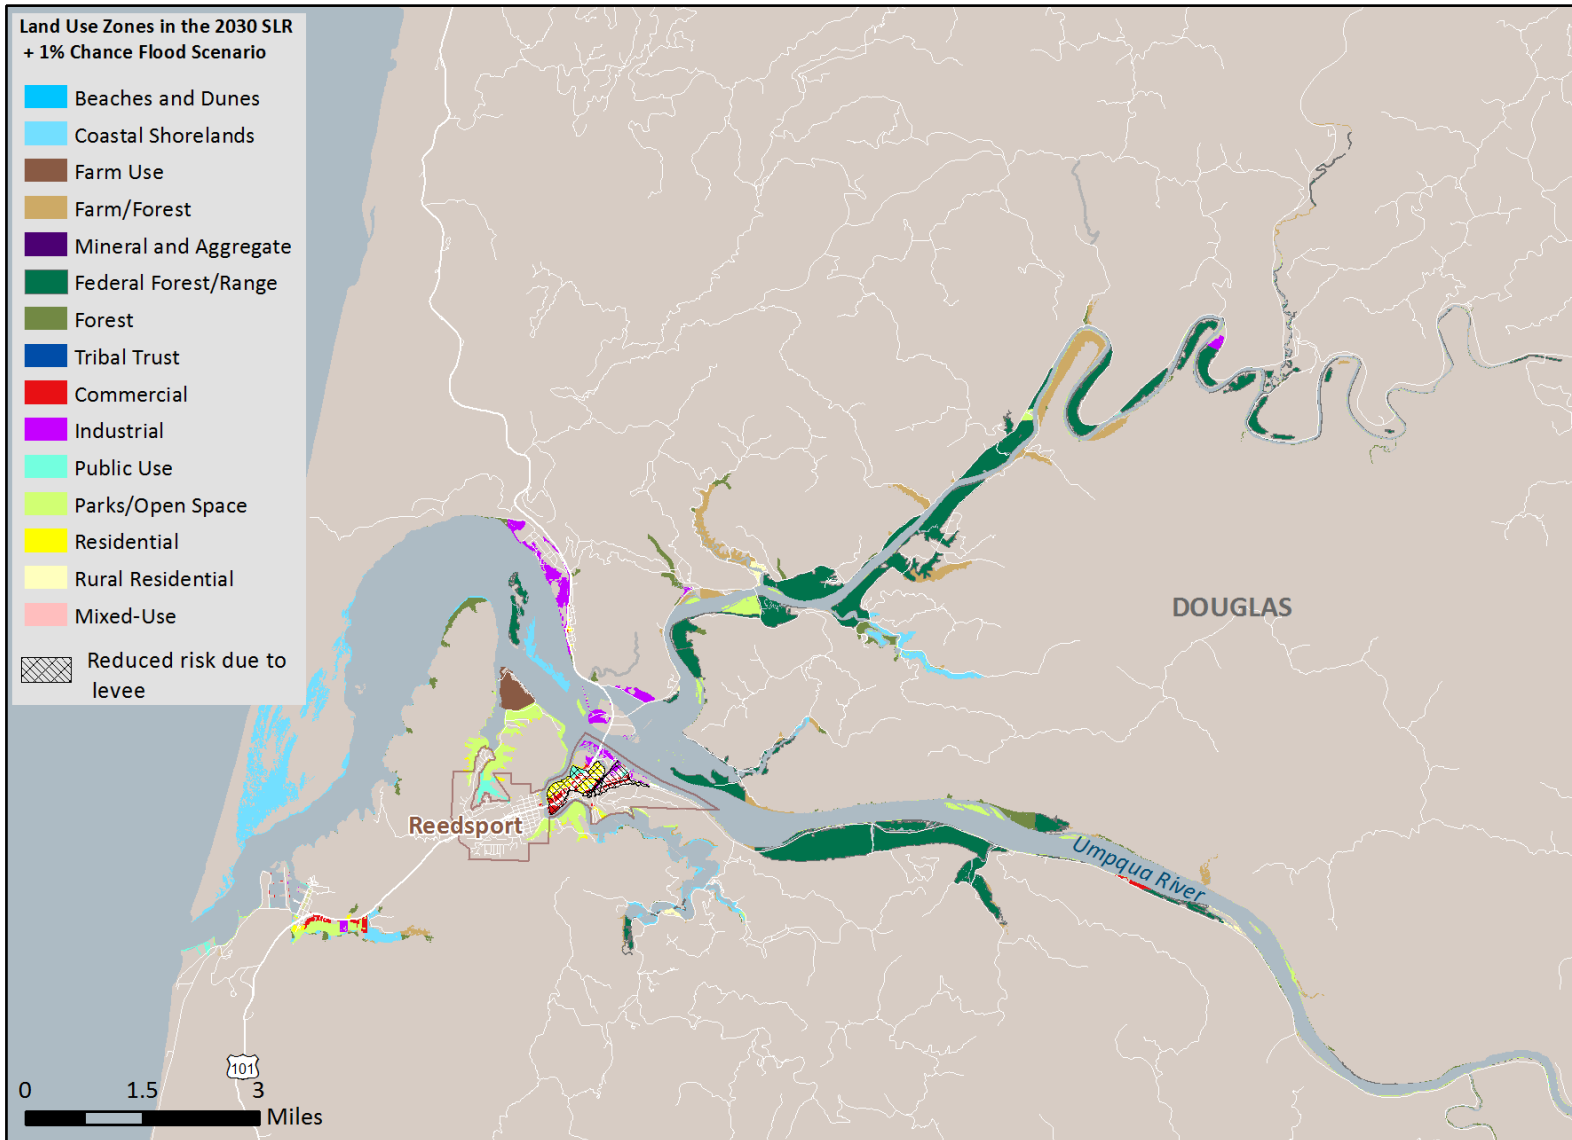 Land Use Zones in the 2030 SLR
+ 1% Chance Flood Scenario
Beaches and Dunes
Coastal Shorelands
Farm Use
Farm/Forest
Mineral and Aggregate
Federal Forest/Range
Forest
Tribal Trust
Commercial
Industrial
Public Use
Parks/Open Space
Residential
Rural Residential
Mixed-Use
Reduced risk due to
levee
DOUGLAS
Reedsport
Umpqua River
101
0 1.5 3
Miles